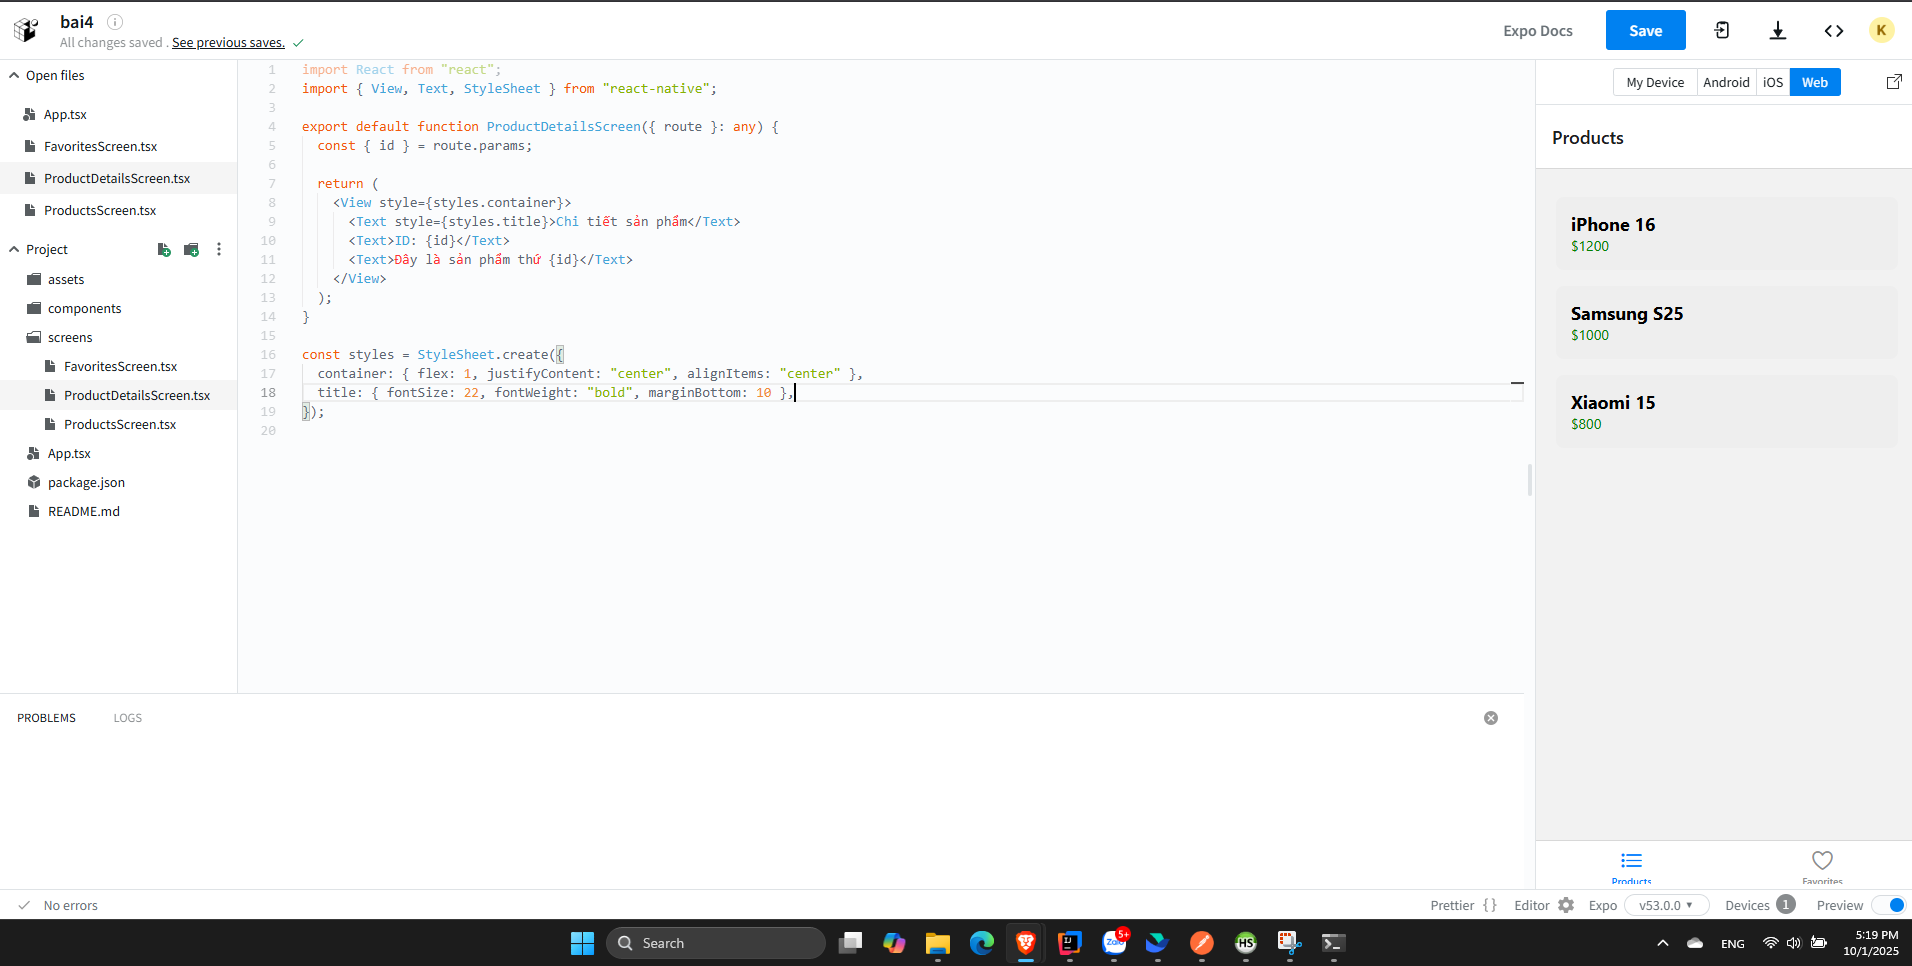 bai4
All changes saved . See previous saves.
Expo Docs
Save
K
Open files
App.tsx
FavoritesScreen.tsx
ProductDetailsScreen.tsx
ProductsScreen.tsx
Project
assets
components
screens
FavoritesScreen.tsx
ProductDetailsScreen.tsx
ProductsScreen.tsx
App.tsx
package.json
README.md
1 import React from "react";
2 import { View, Text, StyleSheet } from "react-native";
3
4 export default function ProductDetailsScreen({ route }: any) {
5 const { id } = route.params;
6
7 return (
8 <View style={styles.container}>
9 <Text style={styles.title}>Chi tiết sản phẩm</Text>
10 <Text>ID: {id}</Text>
11 <Text>Đây là sản phẩm thứ {id}</Text>
12 </View>
13 );
14 }
15
16 const styles = StyleSheet.create({
17 container: { flex: 1, justifyContent: "center", alignItems: "center" },
18 title: { fontSize: 22, fontWeight: "bold", marginBottom: 10 },
19 });
20
My Device Android iOS Web
Products
iPhone 16
$1200
Samsung S25
$1000
Xiaomi 15
$800
Products Favorites
PROBLEMS LOGS
No errors
Prettier { } Editor Expo v53.0.0 Devices 1 Preview
Search
5+
Zalo
HS
ENG
5:19 PM
10/1/2025